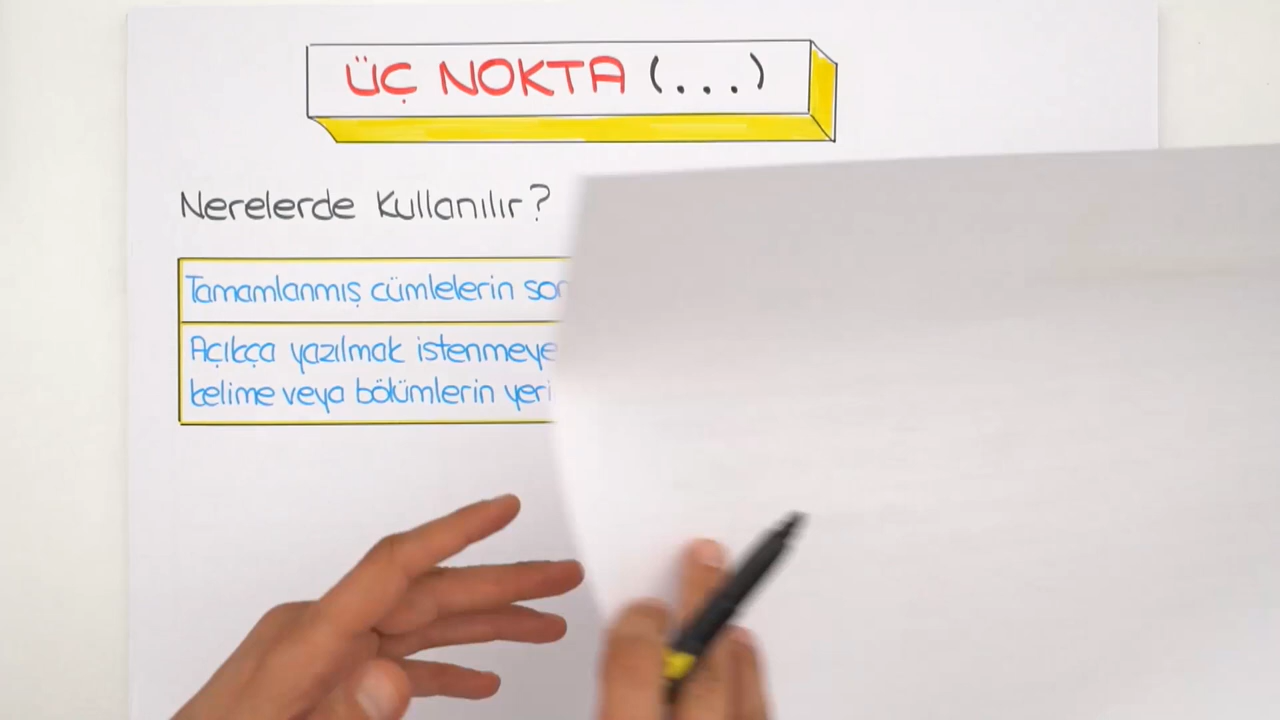 ÜÇ NOKTA (...)
Nerelerde Kullanılır?
Tamamlanmış cümlelerin
Açıkça yazılmak
kelime veya bölümlerin